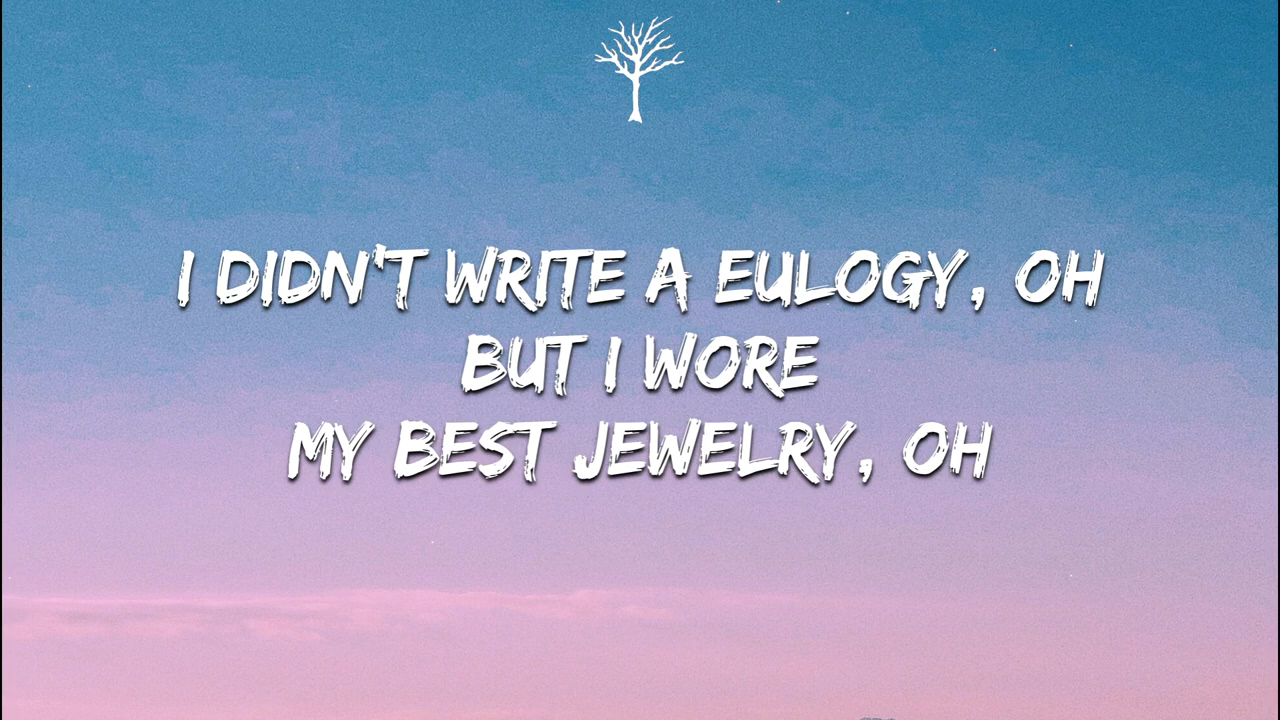 I DIDN'T WRITE A EULOGY, OH
BUT I WORE
MY BEST JEWELRY, OH